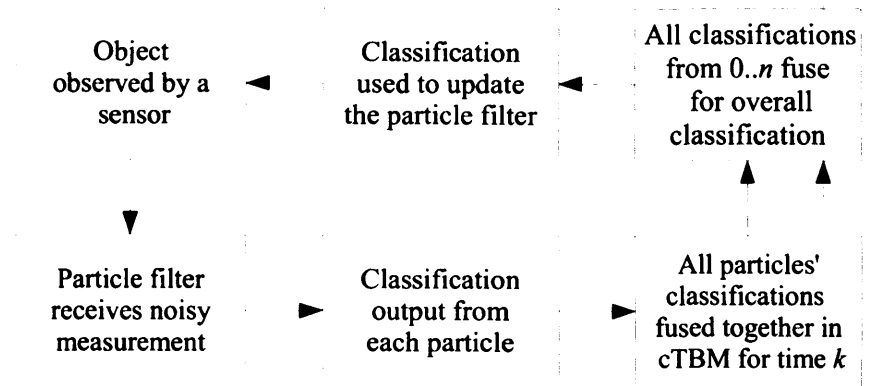 Object
observed by a
sensor
Classification
used to update
the particle filter
All classifications
from 0..n fuse
for overall
classification
Particle filter
receives noisy
measurement
Classification
output from
each particle
All particles'
classifications
fused together in
cTBM for time k